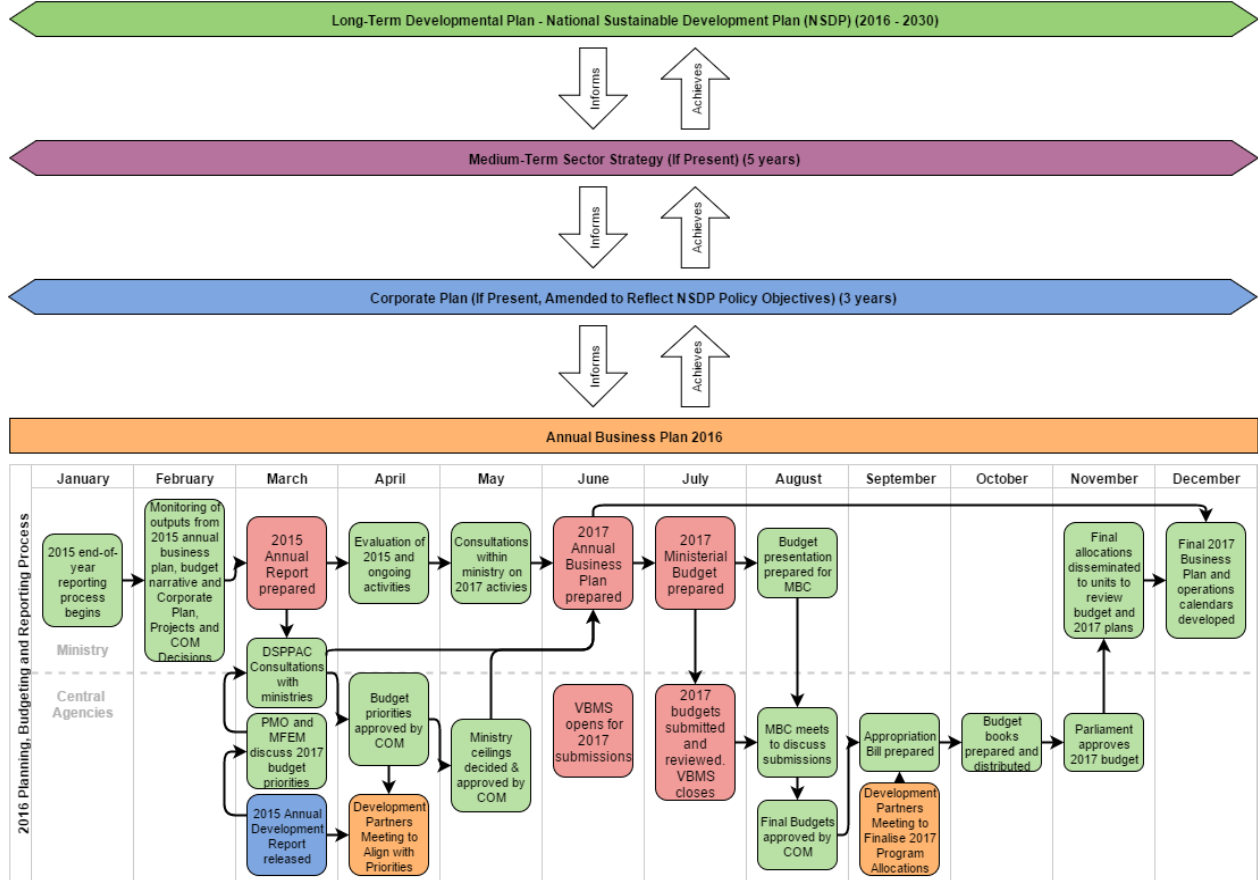 Long-Term Developmental Plan - National Sustainable Development Plan (NSDP) (2016 - 2030)
Informs
Achieves
Medium-Term Sector Strategy (If Present) (5 years)
Informs
Achieves
Corporate Plan (If Present, Amended to Reflect NSDP Policy Objectives) (3 years)
Informs
Achieves
Annual Business Plan 2016
2016 Planning, Budgeting and Reporting Process
January
February
March
April
May
June
July
August
September
October
November
December
Ministry
Central
Agencies
2015 end-of-
year reporting
process
begins
Monitoring of
outputs from
2015 annual
business
plan, budget
narrative and
Corporate
Plan,
Projects and
COM
Decisions
2015
Annual
Report
prepared
Evaluation of
2015 and
ongoing
activities
Consultations
within
ministry on
2017 activies
2017
Annual
Business
Plan
prepared
2017
Ministerial
Budget
prepared
Budget
presentation
prepared for
MBC
Final
allocations
disseminated
to units to
review
budget and
2017 plans
Final 2017
Business
Plan and
operations
calendars
developed
DSPPAC
Consultations
with
ministries
PMO and
MFEM
discuss 2017
budget
priorities
2015 Annual
Development
Report
released
Budget
priorities
approved by
COM
Development
Partners
Meeting to
Align with
Priorities
Ministry
ceilings
decided &
approved by
COM
VBMS
opens for
2017
submissions
2017
budgets
submitted
and
reviewed.
VBMS
closes
MBC meets
to discuss
submissions
Final Budgets
approved by
COM
Appropriation
Bill prepared
Development
Partners
Meeting to
Finalise 2017
Program
Allocations
Budget
books
prepared and
distributed
Parliament
approves
2017 budget